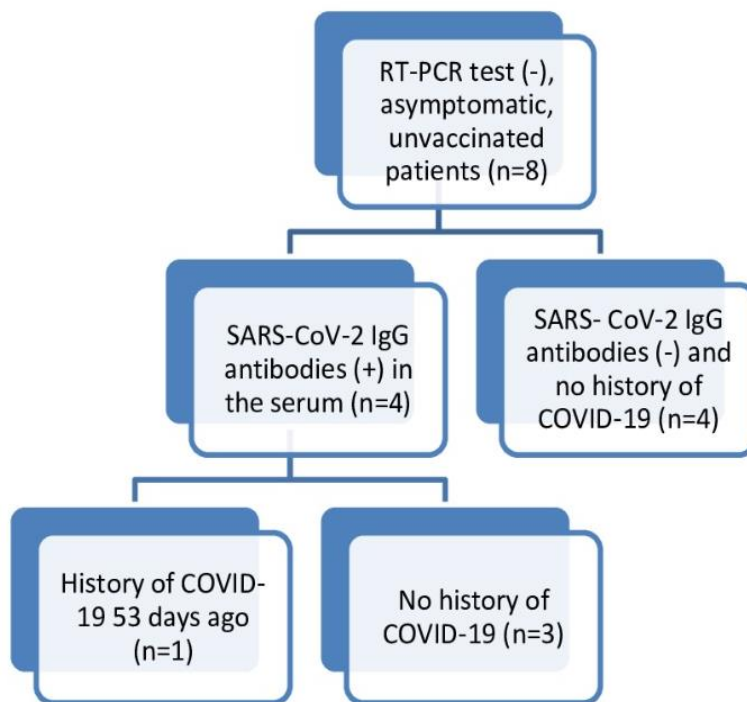 RT-PCR test (-),
asymptomatic,
unvaccinated
patients (n=8)
SARS-CoV-2 IgG
antibodies (+) in
the serum (n=4)
SARS- CoV-2 IgG
antibodies (-) and
no history of
COVID-19 (n=4)
History of COVID-
19 53 days ago
(n=1)
No history of
COVID-19 (n=3)